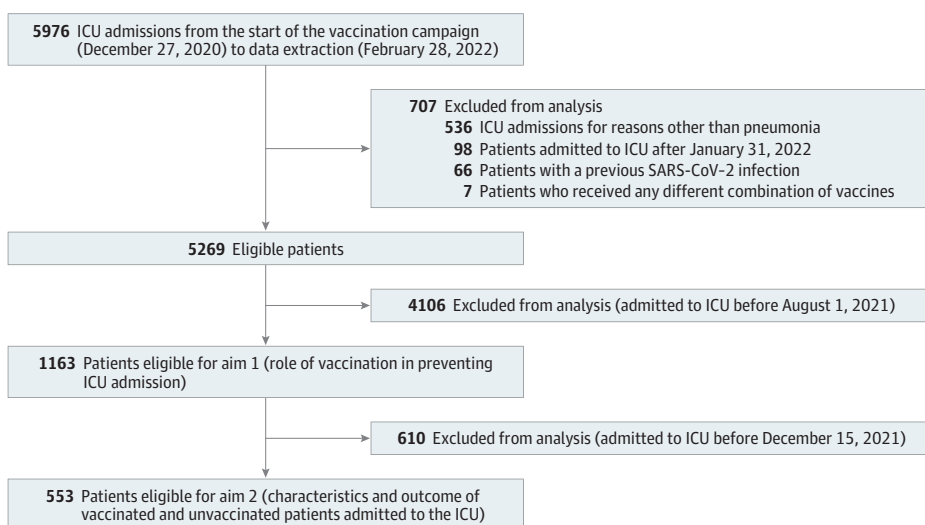 5976 ICU admissions from the start of the vaccination campaign
(December 27, 2020) to data extraction (February 28, 2022)
707 Excluded from analysis
536 ICU admissions for reasons other than pneumonia
98 Patients admitted to ICU after January 31, 2022
66 Patients with a previous SARS-CoV-2 infection
7 Patients who received any different combination of vaccines
5269 Eligible patients
4106 Excluded from analysis (admitted to ICU before August 1, 2021)
1163 Patients eligible for aim 1 (role of vaccination in preventing
ICU admission)
610 Excluded from analysis (admitted to ICU before December 15, 2021)
553 Patients eligible for aim 2 (characteristics and outcome of
vaccinated and unvaccinated patients admitted to the ICU)